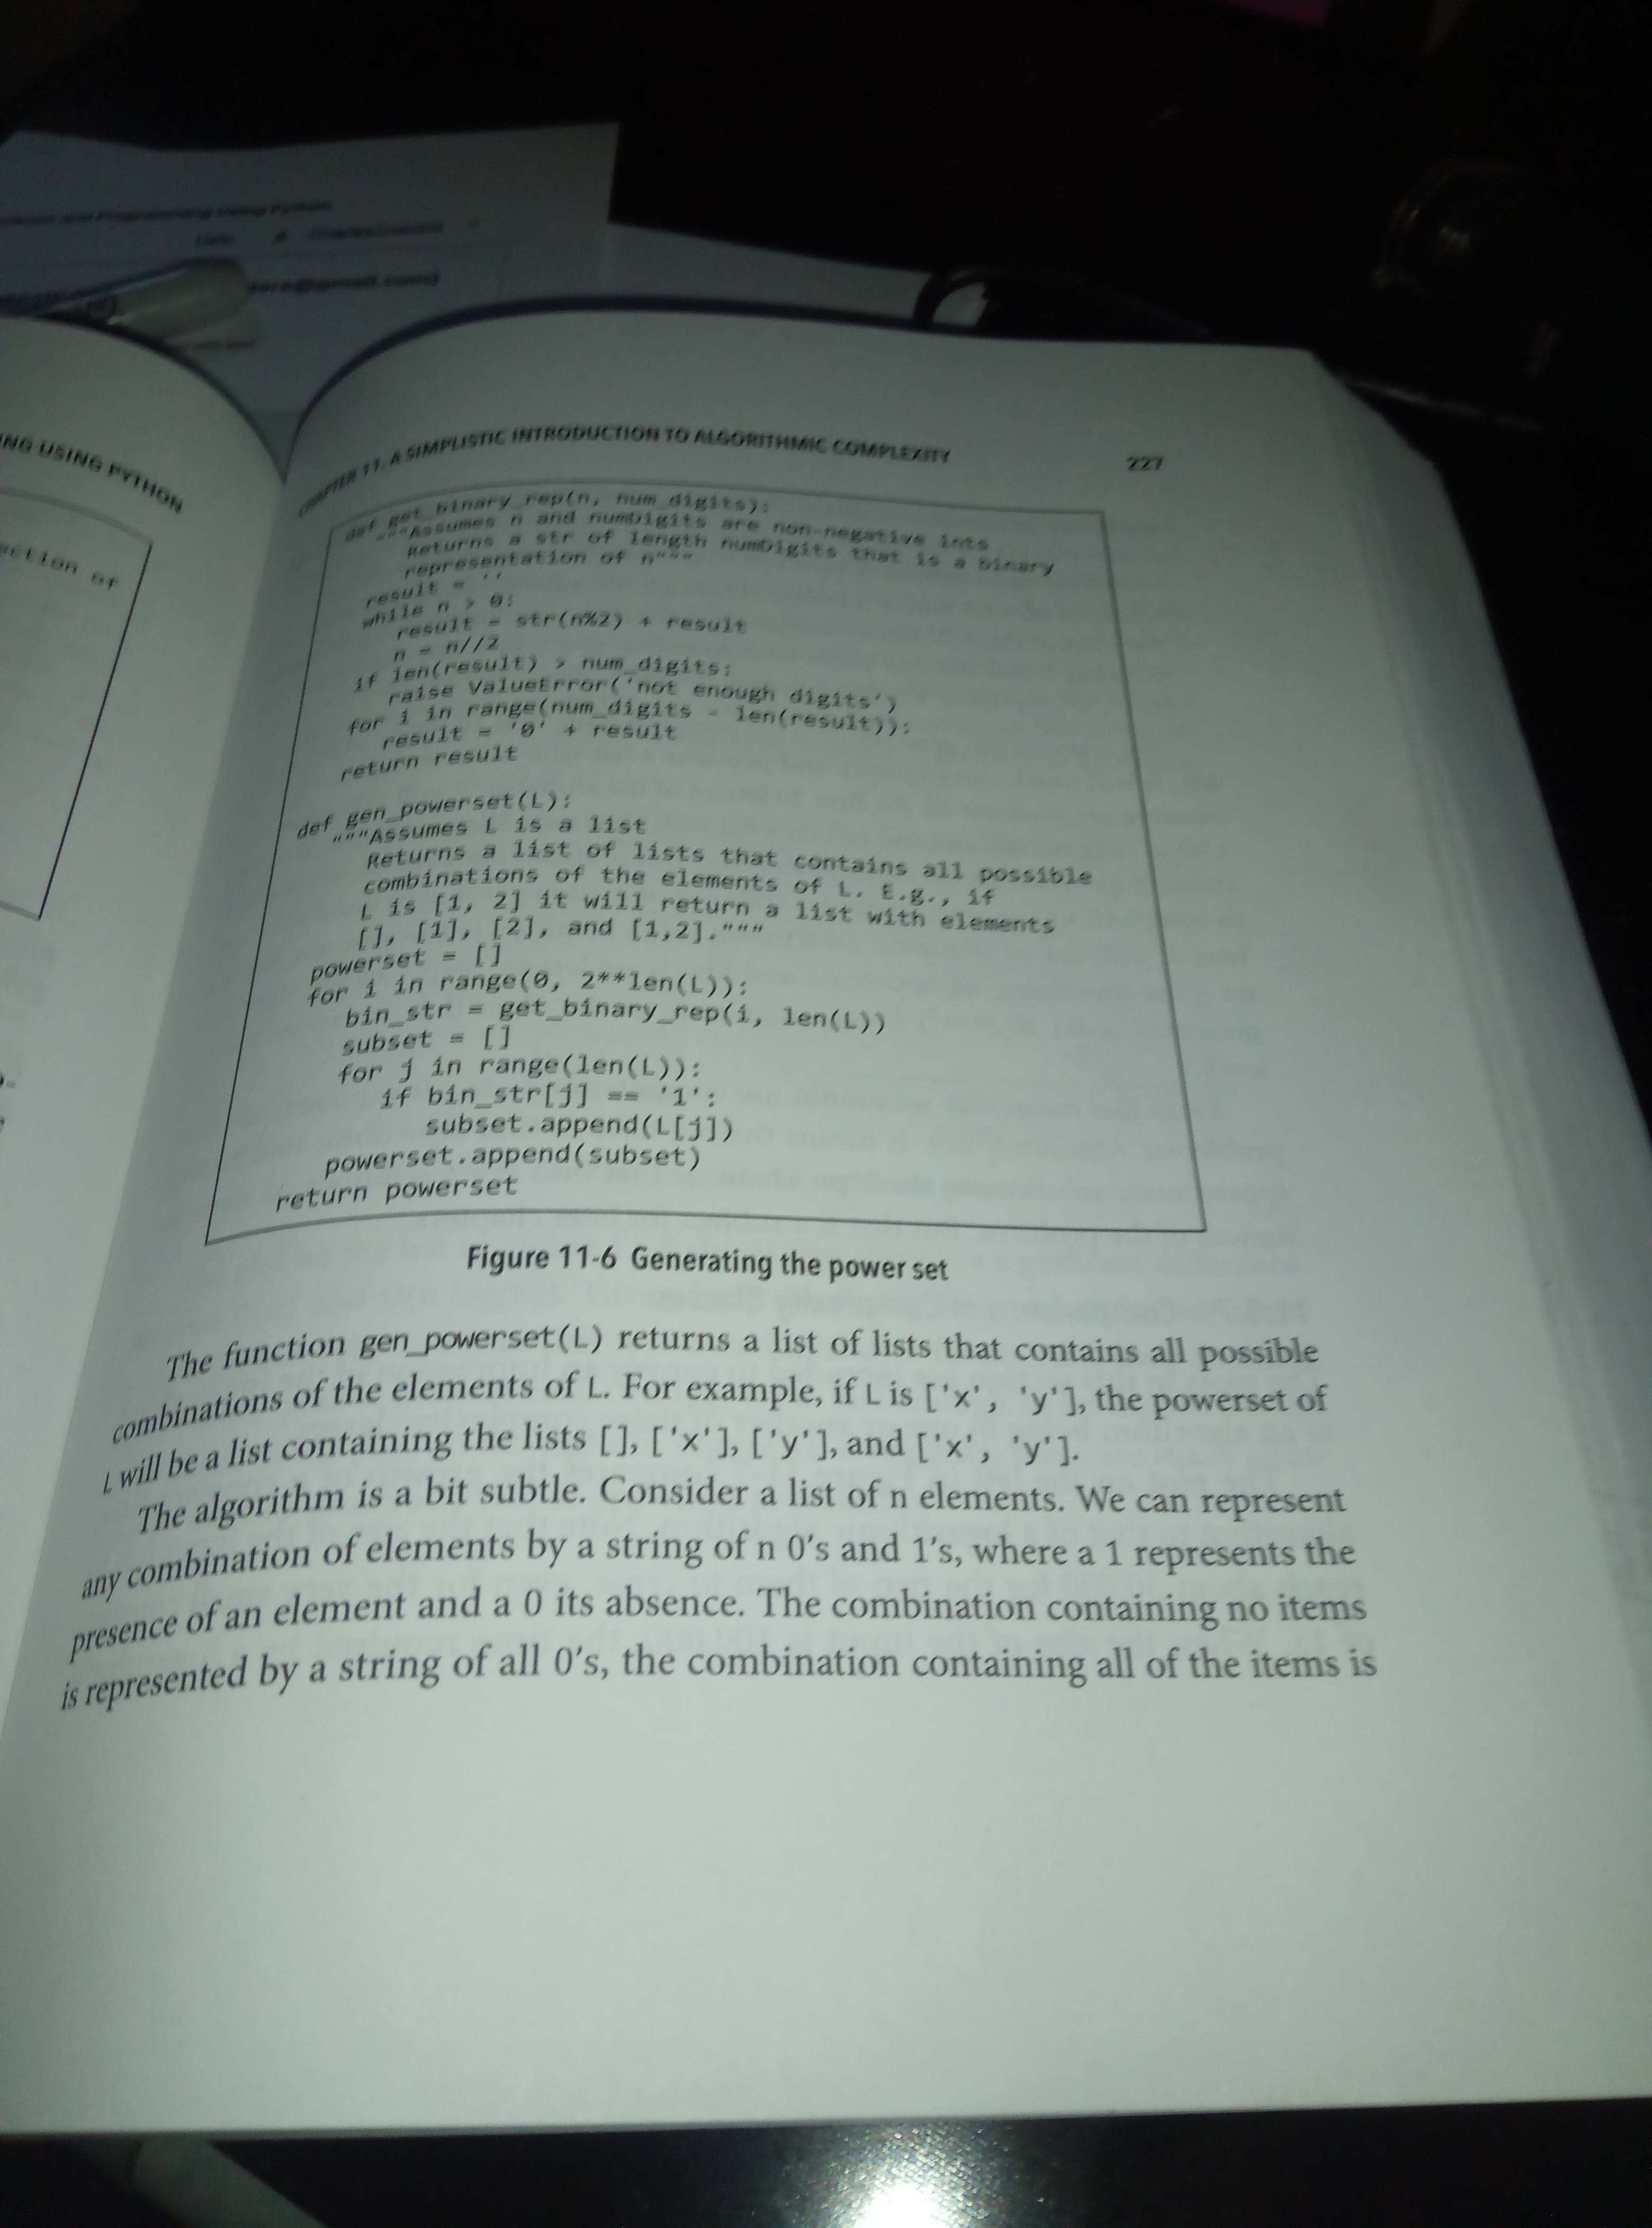 and Programming Using Python
@gmail.com)
NG USING PYTHON
ction of
CHAPTER 11. A SIMPLISTIC INTRODUCTION TO ALGORITHMIC COMPLEXITY 227
def get_binary_rep(n, num_digits):
"""Assumes n and numDigits are non-negative ints
Returns a str of length numDigits that is a binary
representation of n"""
result = ''
while n > 0:
result = str(n%2) + result
n = n//2
if len(result) > num_digits:
raise ValueError('not enough digits')
for i in range(num_digits - len(result)):
result = '0' + result
return result
def gen_powerset(L):
"""Assumes L is a list
Returns a list of lists that contains all possible
combinations of the elements of L. E.g., if
L is [1, 2] it will return a list with elements
[], [1], [2], and [1,2]."""
powerset = []
for i in range(0, 2**len(L)):
bin_str = get_binary_rep(i, len(L))
subset = []
for j in range(len(L)):
if bin_str[j] == '1':
subset.append(L[j])
powerset.append(subset)
return powerset
Figure 11-6 Generating the power set
The function gen_powerset(L) returns a list of lists that contains all possible
combinations of the elements of L. For example, if L is ['x', 'y'], the powerset of
L will be a list containing the lists [], ['x'], ['y'], and ['x', 'y'].
The algorithm is a bit subtle. Consider a list of n elements. We can represent
any combination of elements by a string of n 0's and 1's, where a 1 represents the
presence of an element and a 0 its absence. The combination containing no items
is represented by a string of all 0's, the combination containing all of the items is